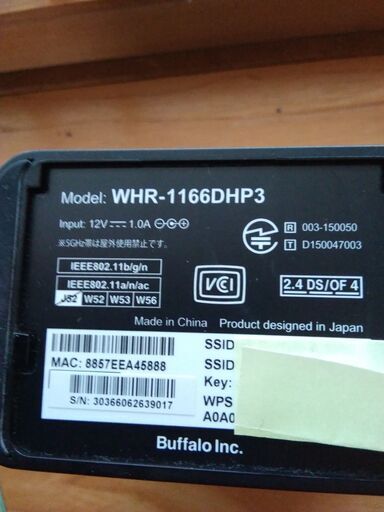 Model: WHR-1166DHP3
Input: 12V 1.0A
※5GHz帯は屋外使用禁止です。
R 003-150050
T D150047003
IEEE802.11b/g/n
IEEE802.11a/n/ac
J52 W52 W53 W56
VCCI
2.4 DS/OF 4
Made in China Product designed in Japan
MAC: 8857EEA45888
S/N: 30366062639017
SSID
SSID
Key:
WPS
A0A0
Buffalo Inc.